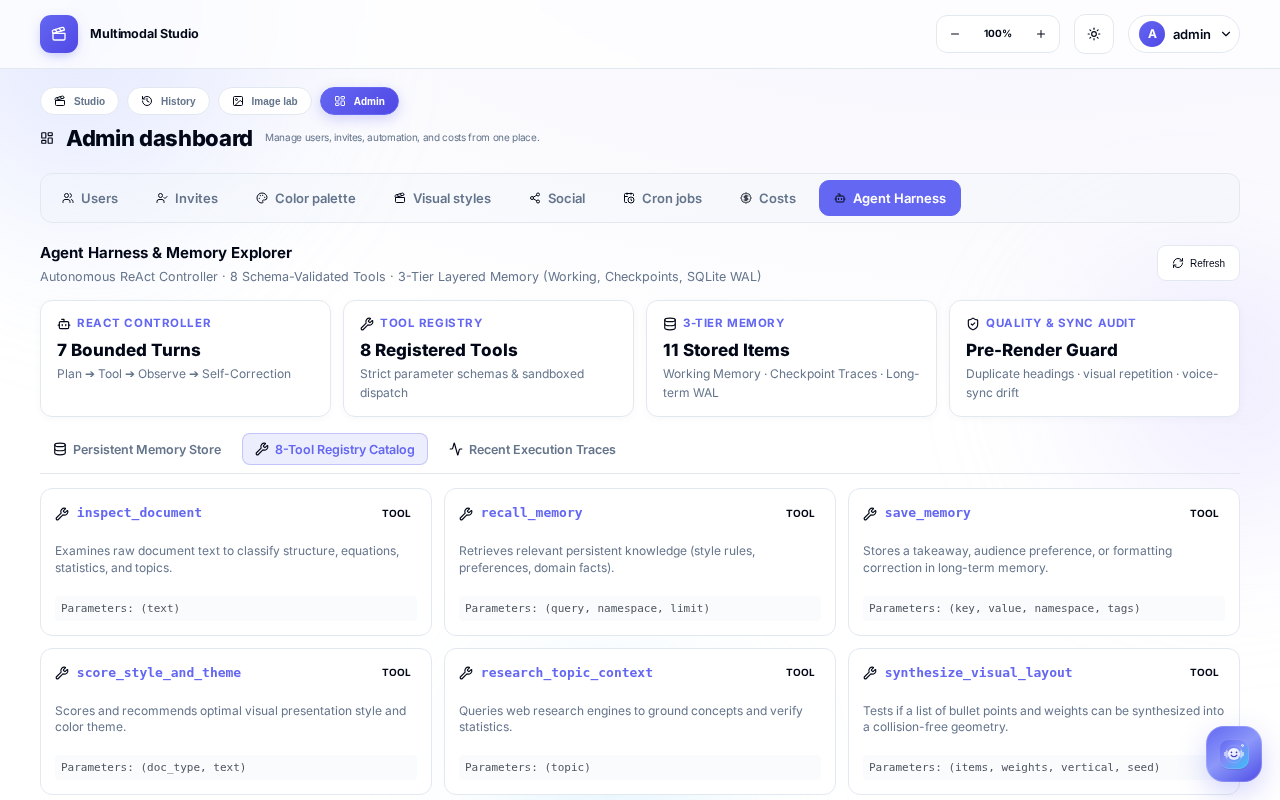 Multimodal Studio
100%
A
admin
Studio
History
Image lab
Admin
Admin dashboard
Manage users, invites, automation, and costs from one place.
Users
Invites
Color palette
Visual styles
Social
Cron jobs
Costs
Agent Harness
Agent Harness & Memory Explorer
Autonomous ReAct Controller · 8 Schema-Validated Tools · 3-Tier Layered Memory (Working, Checkpoints, SQLite WAL)
Refresh
REACT CONTROLLER
7 Bounded Turns
Plan ➔ Tool ➔ Observe ➔ Self-Correction
TOOL REGISTRY
8 Registered Tools
Strict parameter schemas & sandboxed
dispatch
3-TIER MEMORY
11 Stored Items
Working Memory · Checkpoint Traces · Long-
term WAL
QUALITY & SYNC AUDIT
Pre-Render Guard
Duplicate headings · visual repetition · voice-
sync drift
Persistent Memory Store
8-Tool Registry Catalog
Recent Execution Traces
inspect_document
TOOL
Examines raw document text to classify structure, equations,
statistics, and topics.
Parameters: (text)
recall_memory
TOOL
Retrieves relevant persistent knowledge (style rules,
preferences, domain facts).
Parameters: (query, namespace, limit)
save_memory
TOOL
Stores a takeaway, audience preference, or formatting
correction in long-term memory.
Parameters: (key, value, namespace, tags)
score_style_and_theme
TOOL
Scores and recommends optimal visual presentation style and
color theme.
Parameters: (doc_type, text)
research_topic_context
TOOL
Queries web research engines to ground concepts and verify
statistics.
Parameters: (topic)
synthesize_visual_layout
TOOL
Tests if a list of bullet points and weights can be synthesized into
a collision-free geometry.
Parameters: (items, weights, vertical, seed)